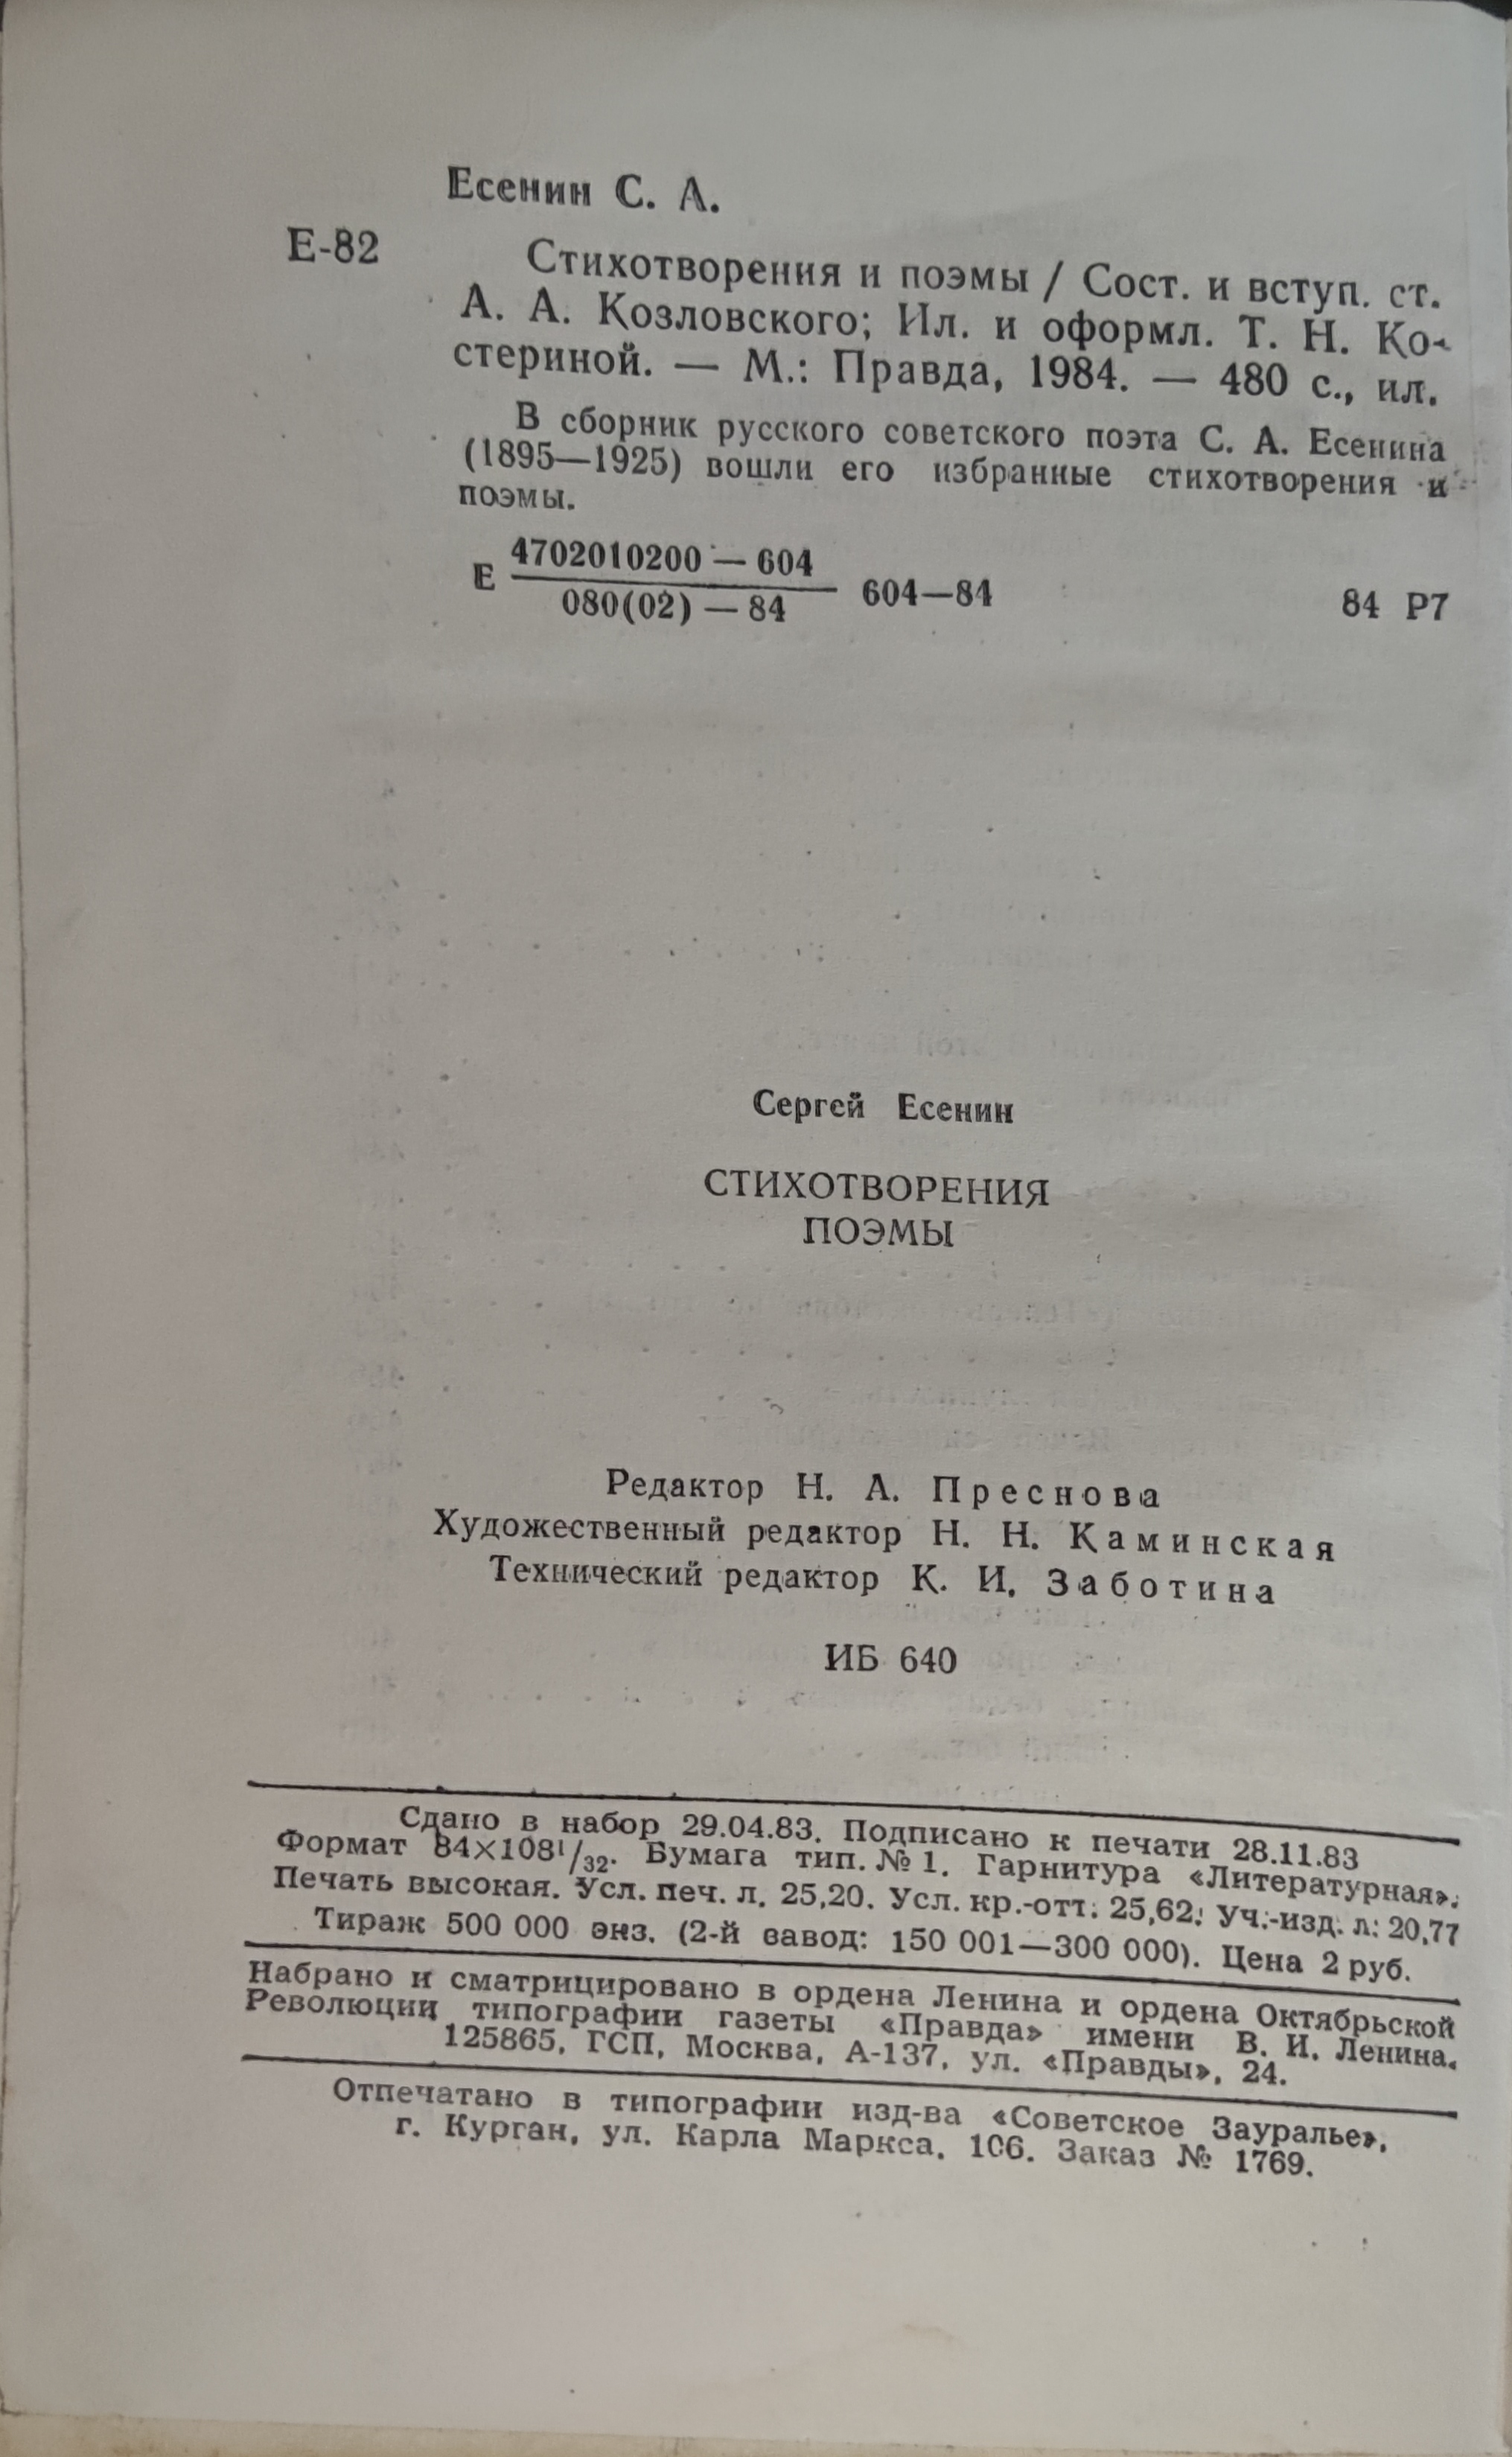 Есенин С. А.
Е-82
Стихотворения и поэмы / Сост. и вступ. ст.
А. А. Козловского; Ил. и оформл. Т. Н. Ко-
стериной. — М.: Правда, 1984. — 480 с., ил.
В сборник русского советского поэта С. А. Есенина
(1895—1925) вошли его избранные стихотворения и
поэмы.
4702010200 — 604
Е 604—84 84 Р7
080(02) — 84
Сергей Есенин
СТИХОТВОРЕНИЯ
ПОЭМЫ
Редактор Н. А. Преснова
Художественный редактор Н. Н. Каминская
Технический редактор К. И. Заботина
ИБ 640
Сдано в набор 29.04.83. Подписано к печати 28.11.83
Формат 84×108¹/₃₂. Бумага тип. № 1. Гарнитура «Литературная».
Печать высокая. Усл. печ. л. 25,20. Усл. кр.-отт. 25,62. Уч.-изд. л. 20,77
Тираж 500 000 экз. (2-й завод: 150 001—300 000). Цена 2 руб.
Набрано и сматрицировано в ордена Ленина и ордена Октябрьской
Революции типографии газеты «Правда» имени В. И. Ленина.
125865, ГСП, Москва, А-137, ул. «Правды», 24.
Отпечатано в типографии изд-ва «Советское Зауралье»,
г. Курган, ул. Карла Маркса, 106. Заказ № 1769.